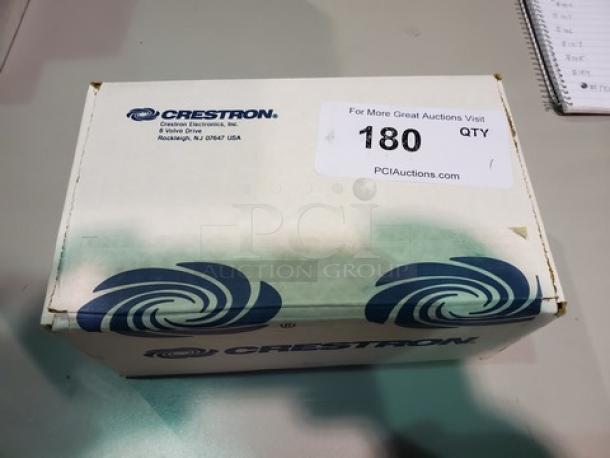 CRESTRON®
Crestron Electronics, Inc.
6 Volvo Drive
Rockleigh, NJ 07647 USA
For More Great Auctions Visit
180
QTY
PCIAuctions.com
PCI
AUCTION GROUP
®
CRESTRON